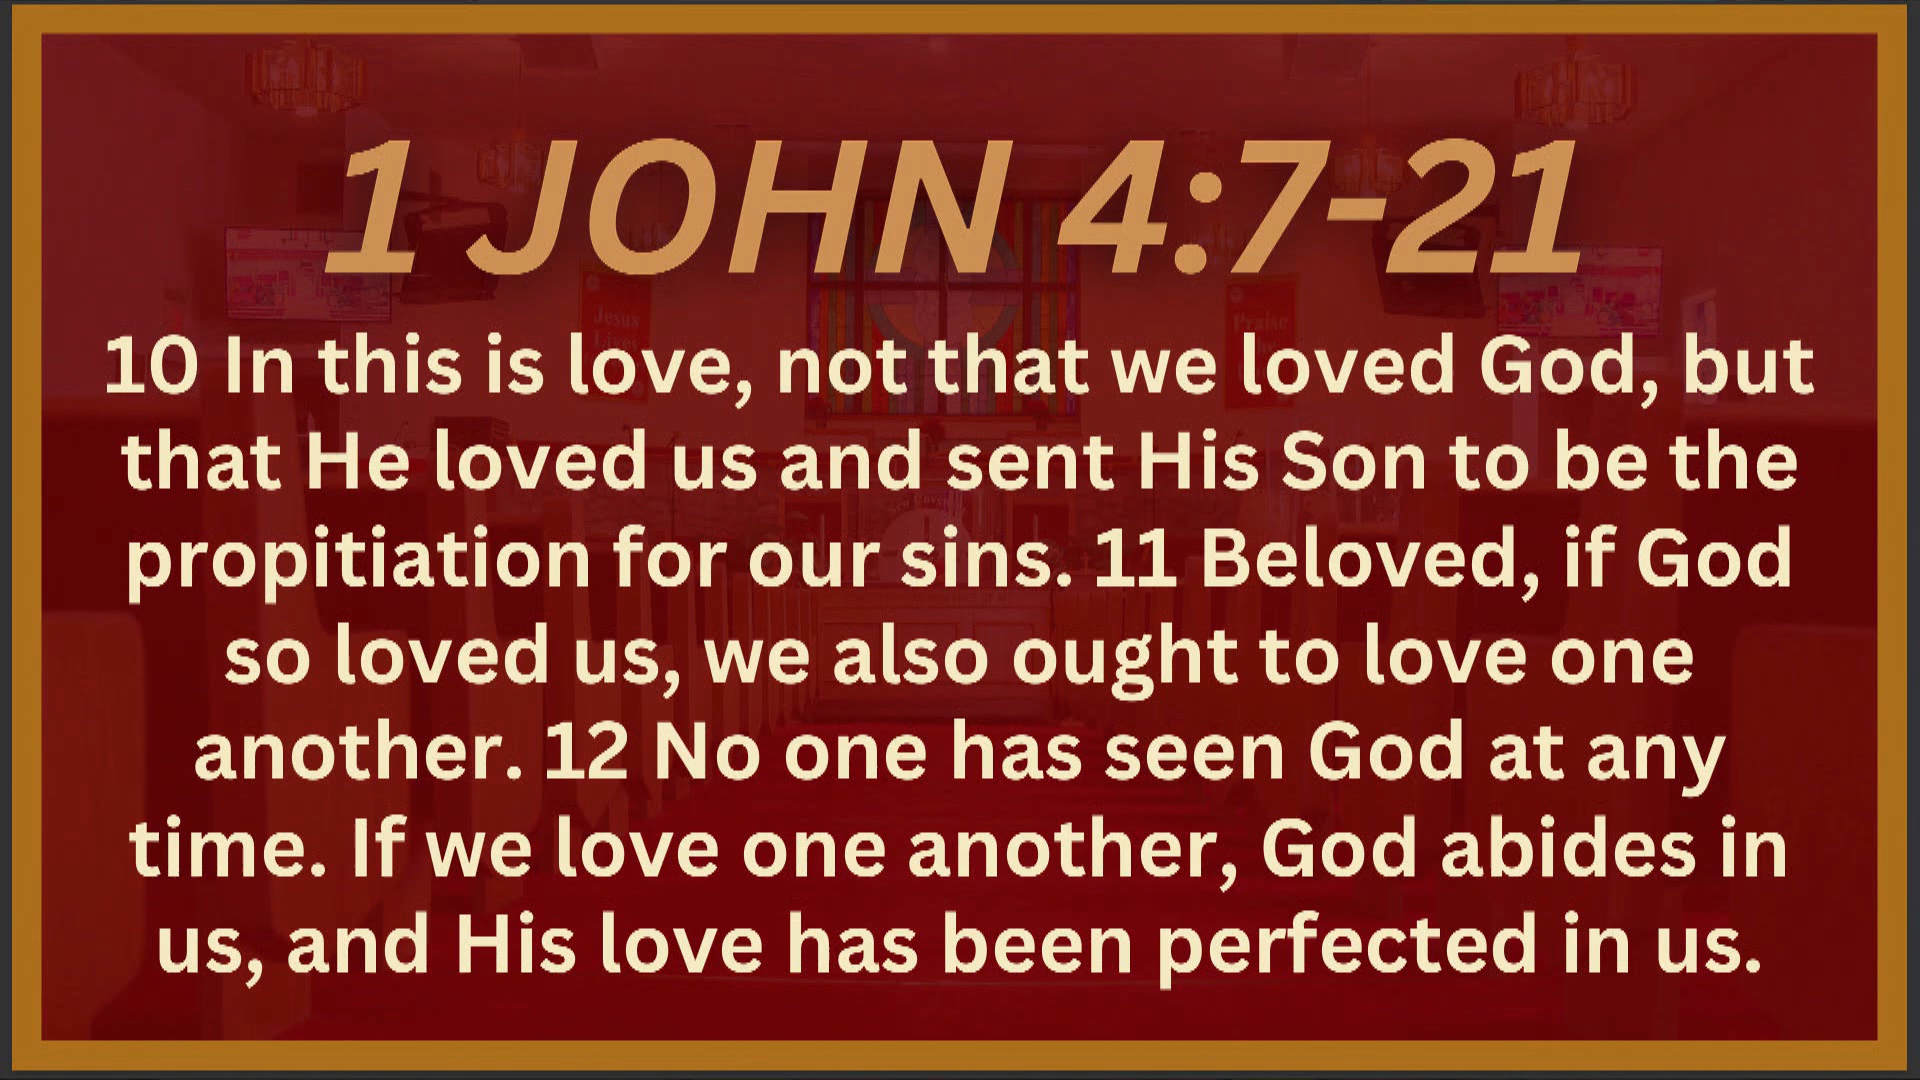 1 JOHN 4:7-21
10 In this is love, not that we loved God, but
that He loved us and sent His Son to be the
propitiation for our sins. 11 Beloved, if God
so loved us, we also ought to love one
another. 12 No one has seen God at any
time. If we love one another, God abides in
us, and His love has been perfected in us.
Jesus
Lives
Praise